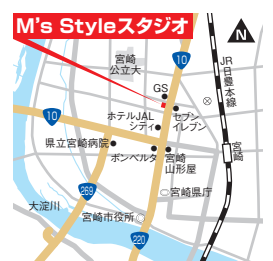 M's Styleスタジオ
N
宮崎
公立大
10
JR日豊本線
GS
10
ホテルJAL
シティ
セブン
イレブン
県立宮崎病院
ボンベルタ
宮崎
山形屋
宮崎
269
宮崎県庁
大淀川
宮崎市役所
220